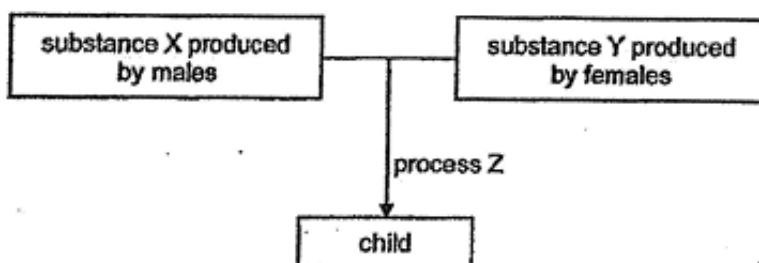 substance X produced
by males
substance Y produced
by females
process Z
child